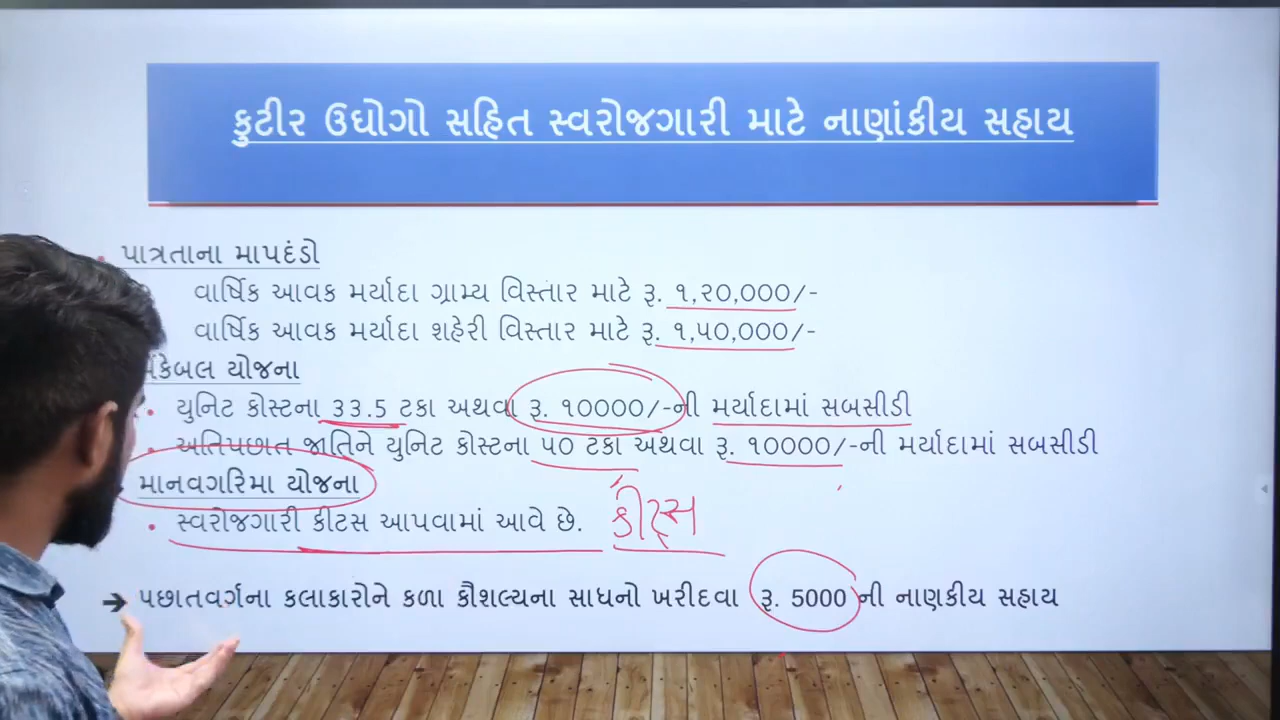 કુટીર ઉદ્યોગો સહિત સ્વરોજગારી માટે નાણાંકીય સહાય
• પાત્રતાના માપદંડો
વાર્ષિક આવક મર્યાદા ગ્રામ્ય વિસ્તાર માટે રૂ. ૧,૨૦,૦૦૦/-
વાર્ષિક આવક મર્યાદા શહેરી વિસ્તાર માટે રૂ. ૧,૫૦,૦૦૦/-
યોજના
• યુનિટ કોસ્ટના 33.5 ટકા અથવા રૂ. ૧૦૦૦૦/-ની મર્યાદામાં સબસીડી
• અતિપછાત જાતિને યુનિટ કોસ્ટના ૫૦ ટકા અથવા રૂ. ૧૦૦૦૦/-ની મર્યાદામાં સબસીડી
માનવગરિમા યોજના
• સ્વરોજગારી કીટસ આપવામાં આવે છે. કીટ્સ
➔ પછાતવર્ગના કલાકારોને કળા કૌશલ્યના સાધનો ખરીદવા રૂ. 5000 ની નાણકીય સહાય